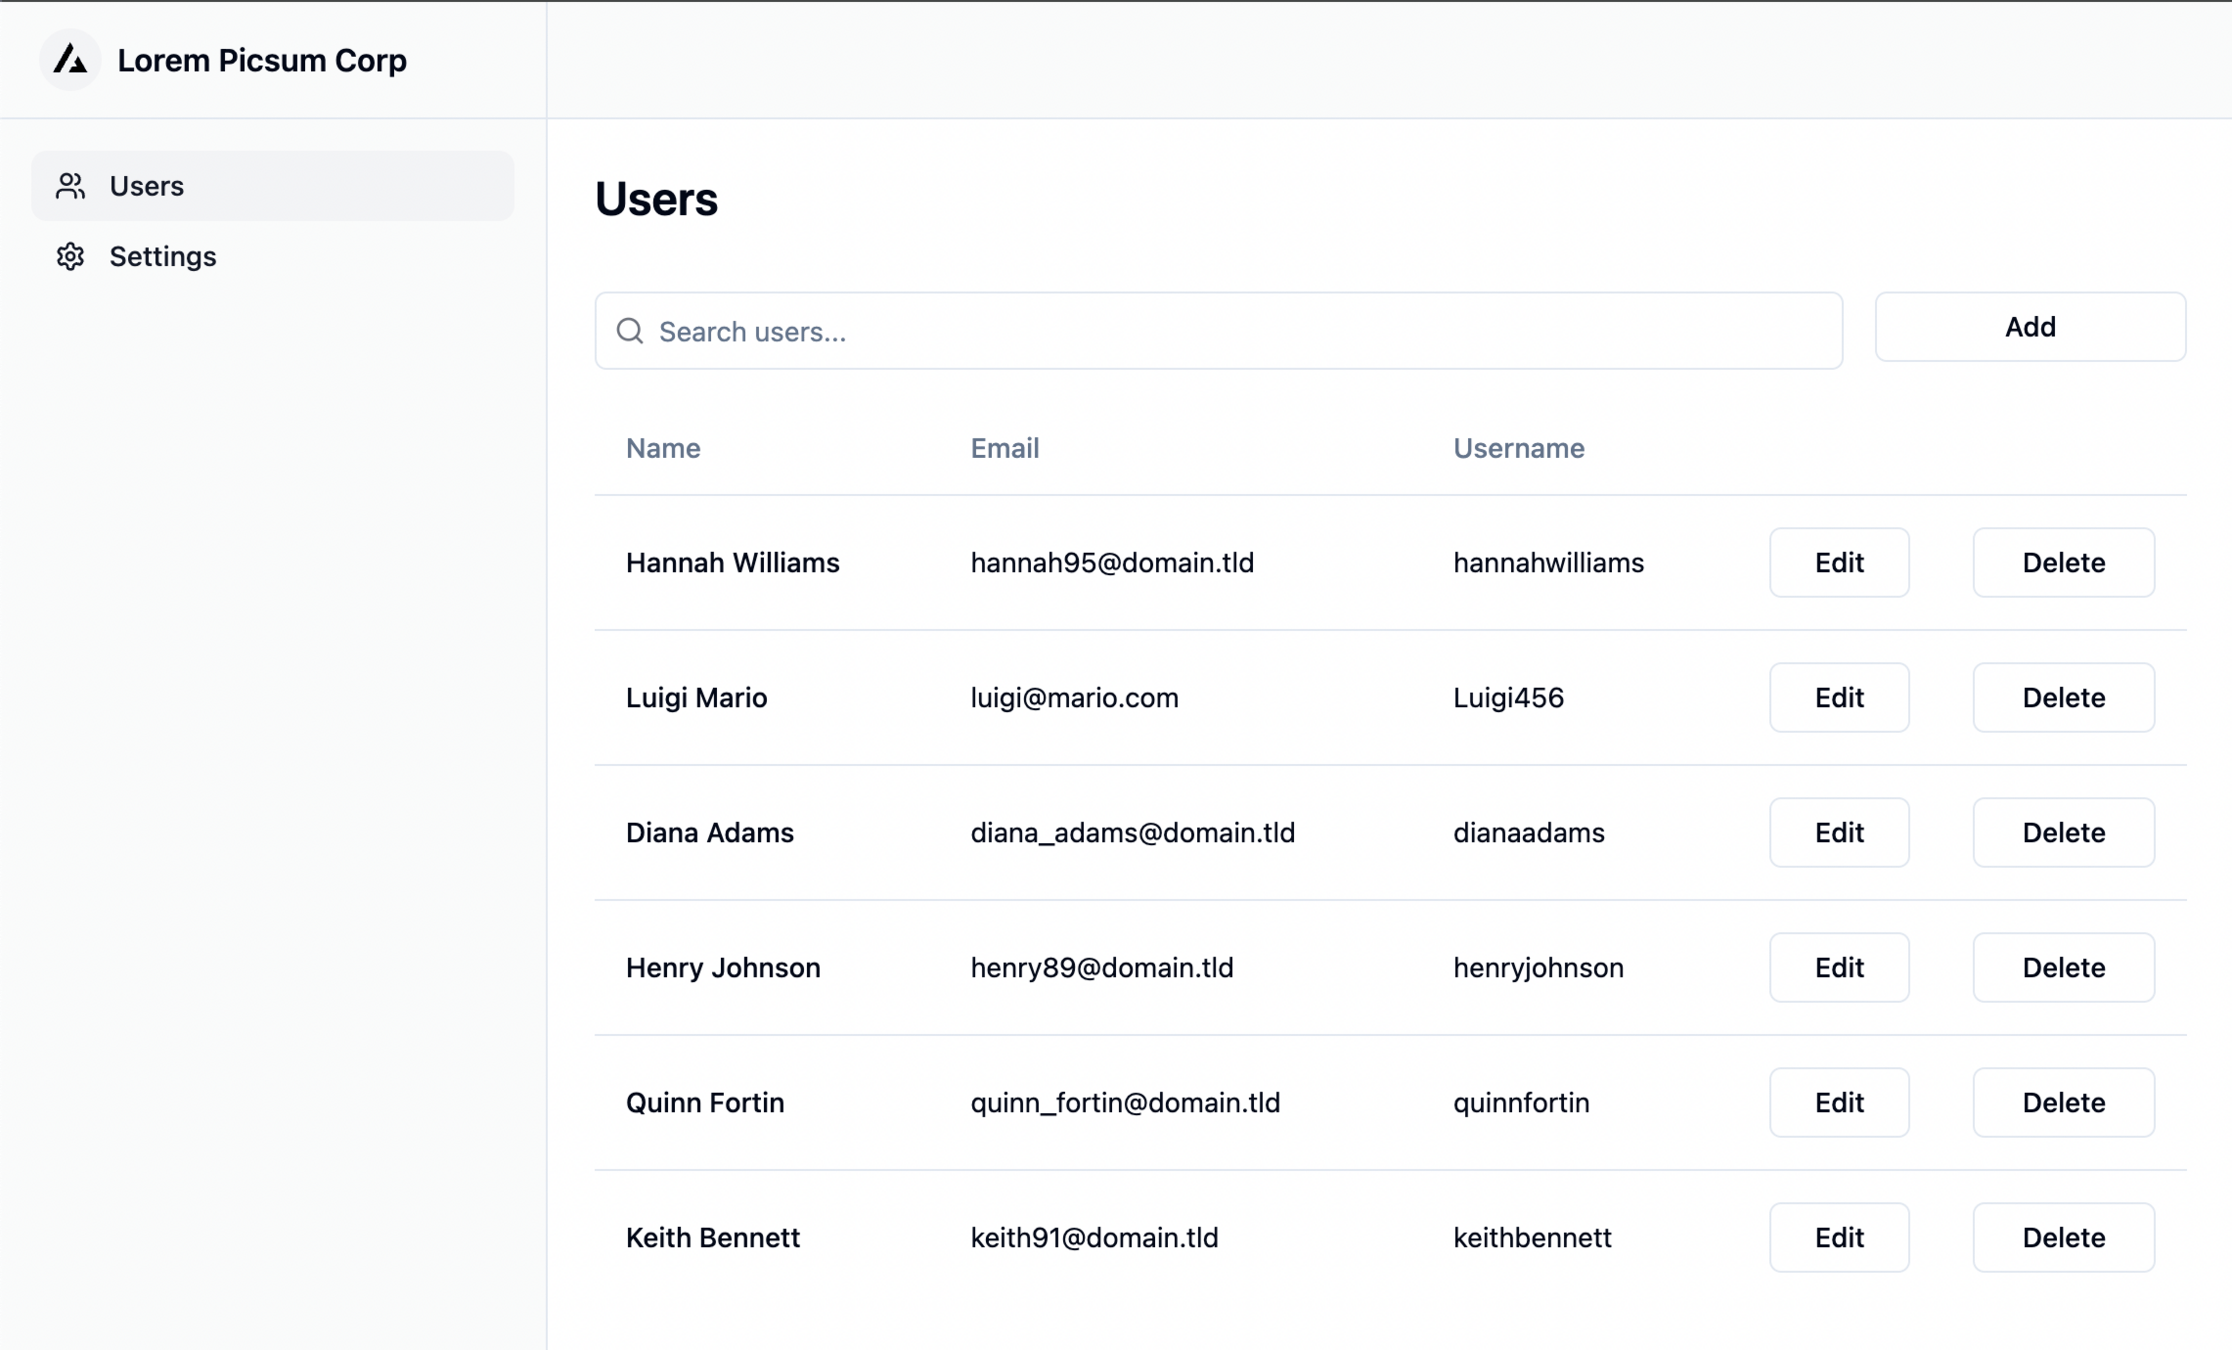 Lorem Picsum Corp
Users
Settings
Users
Search users...
Add
Name Email Username
Hannah Williams hannah95@domain.tld hannahwilliams Edit Delete
Luigi Mario luigi@mario.com Luigi456 Edit Delete
Diana Adams diana_adams@domain.tld dianaadams Edit Delete
Henry Johnson henry89@domain.tld henryjohnson Edit Delete
Quinn Fortin quinn_fortin@domain.tld quinnfortin Edit Delete
Keith Bennett keith91@domain.tld keithbennett Edit Delete